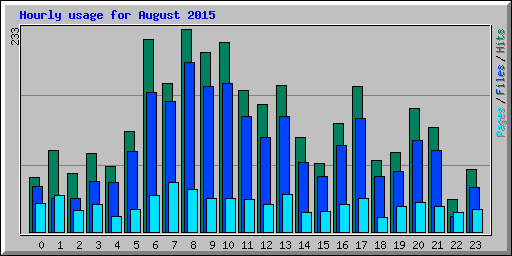 Hourly usage for August 2015
233
Pages/Files/Hits
0 1 2 3 4 5 6 7 8 9 10 11 12 13 14 15 16 17 18 19 20 21 22 23